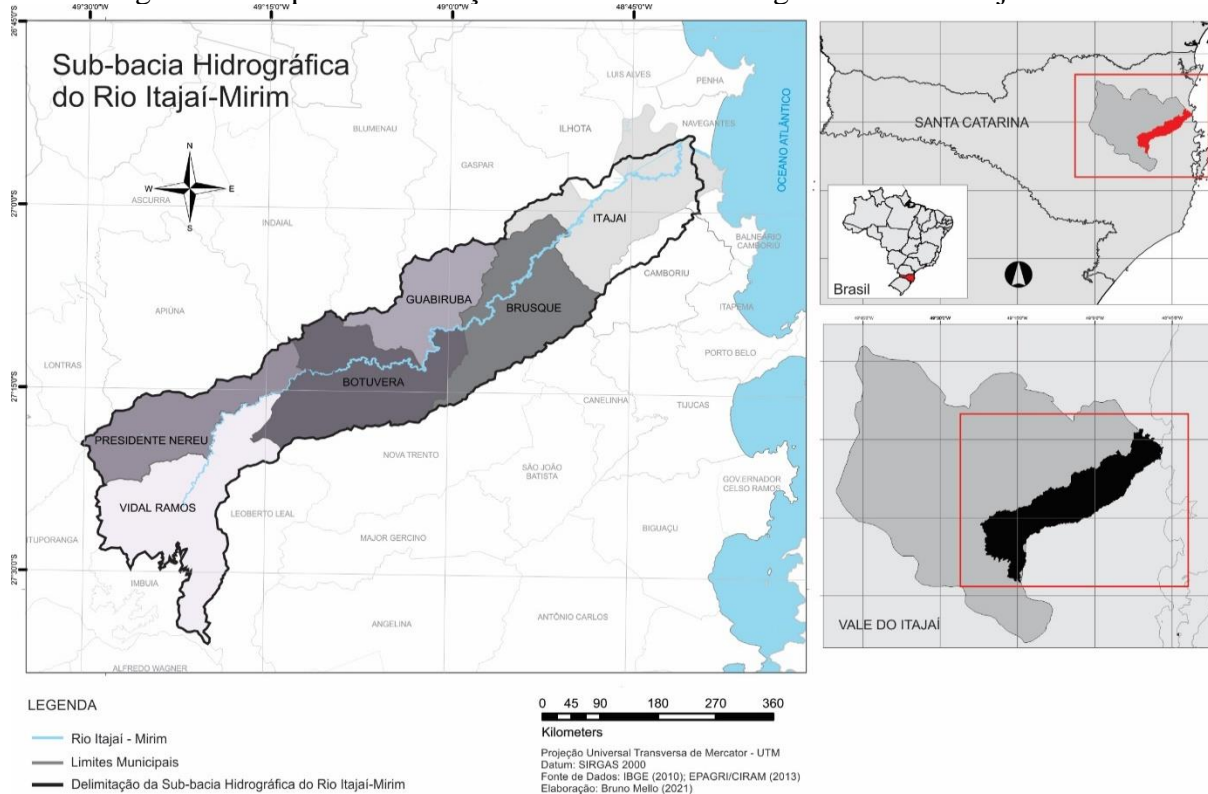 Sub-bacia Hidrográfica
do Rio Itajaí-Mirim
49°30'0"W
49°15'0"W
49°0'0"W
48°45'0"W
26°45'0"S
27°0'0"S
27°15'0"S
27°30'0"S
N
W
E
S
LUIS ALVES
PENHA
NAVEGANTES
ILHOTA
BLUMENAU
GASPAR
ASCURRA
INDAIAL
OCEANO ATLÂNTICO
ITAJAI
BALNEÁRIO
CAMBORIÚ
CAMBORIU
GUABIRUBA
BRUSQUE
ITAPEMA
APIÚNA
PORTO BELO
LONTRAS
BOTUVERA
CANELINHA
TIJUCAS
PRESIDENTE NEREU
NOVA TRENTO
SÃO JOÃO
BATISTA
GOVERNADOR
CELSO RAMOS
VIDAL RAMOS
LEOBERTO LEAL
ITUPORANGA
MAJOR GERCINO
BIGUAÇU
IMBUIA
ANGELINA
ANTÔNIO CARLOS
ALFREDO WAGNER
SANTA CATARINA
Brasil
VALE DO ITAJAÍ
LEGENDA
Rio Itajaí - Mirim
Limites Municipais
Delimitação da Sub-bacia Hidrográfica do Rio Itajaí-Mirim
0 45 90 180 270 360
Kilometers
Projeção Universal Transversa de Mercator - UTM
Datum: SIRGAS 2000
Fonte de Dados: IBGE (2010); EPAGRI/CIRAM (2013)
Elaboração: Bruno Mello (2021)